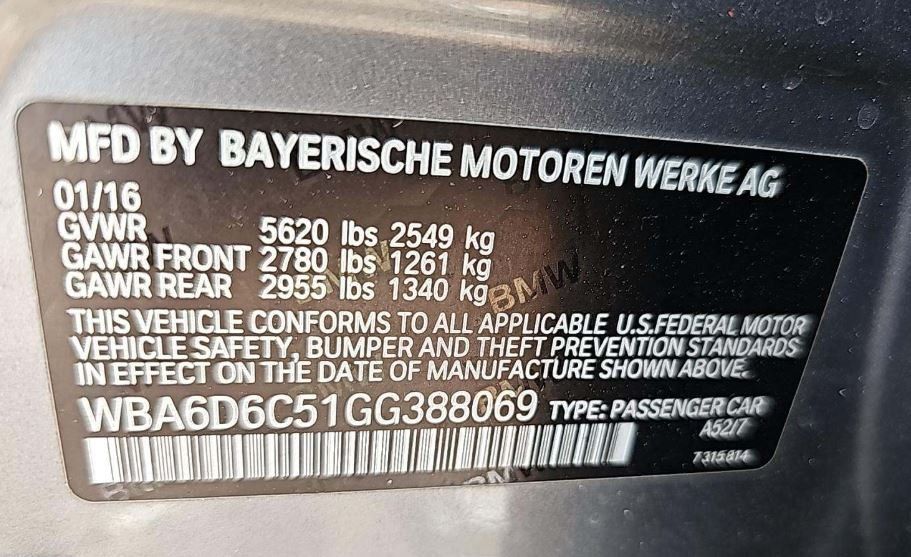 MFD BY BAYERISCHE MOTOREN WERKE AG
01/16
GVWR 5620 lbs 2549 kg
GAWR FRONT 2780 lbs 1261 kg
GAWR REAR 2955 lbs 1340 kg
BMW
THIS VEHICLE CONFORMS TO ALL APPLICABLE U.S.FEDERAL MOTOR
VEHICLE SAFETY, BUMPER AND THEFT PREVENTION STANDARDS
IN EFFECT ON THE DATE OF MANUFACTURE SHOWN ABOVE.
WBA6D6C51GG388069 TYPE: PASSENGER CAR
A52/7
7315814